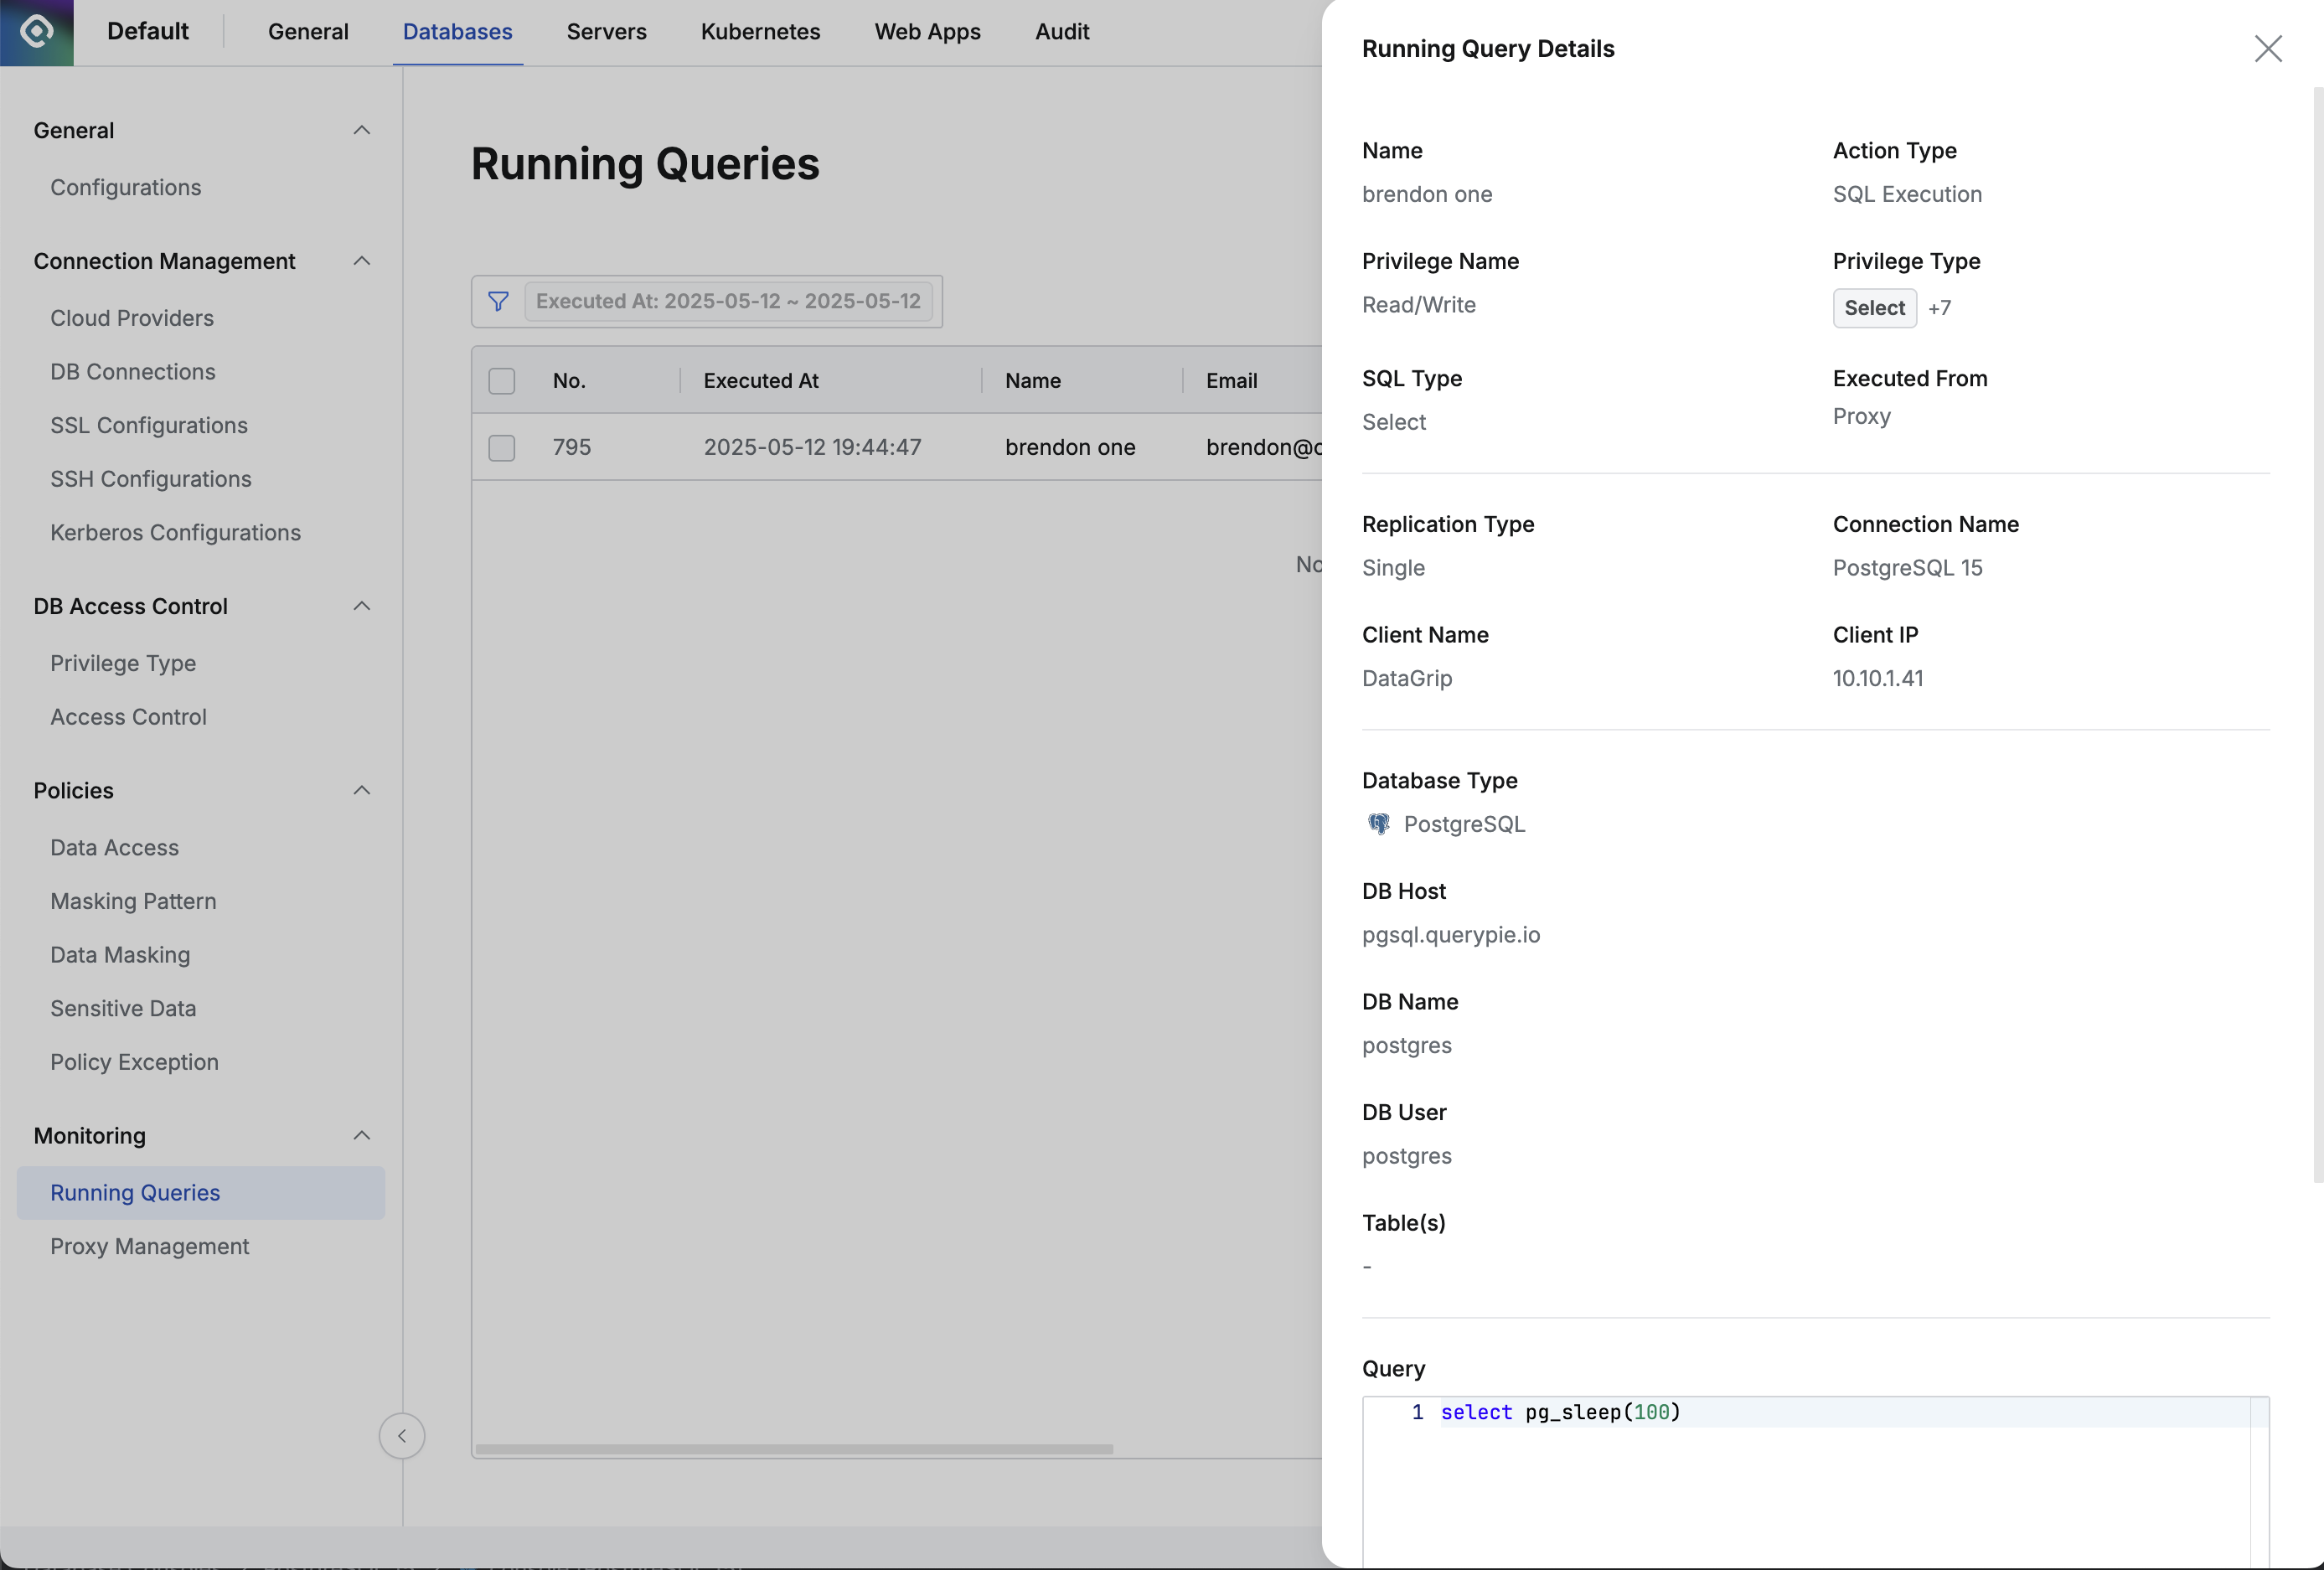 Default
General
Databases
Servers
Kubernetes
Web Apps
Audit
General
Configurations
Connection Management
Cloud Providers
DB Connections
SSL Configurations
SSH Configurations
Kerberos Configurations
DB Access Control
Privilege Type
Access Control
Policies
Data Access
Masking Pattern
Data Masking
Sensitive Data
Policy Exception
Monitoring
Running Queries
Proxy Management
Running Queries
Executed At: 2025-05-12 ~ 2025-05-12
No. Executed At Name Email
795 2025-05-12 19:44:47 brendon one brendon@
No
Running Query Details
Name
brendon one
Action Type
SQL Execution
Privilege Name
Read/Write
Privilege Type
Select +7
SQL Type
Select
Executed From
Proxy
Replication Type
Single
Connection Name
PostgreSQL 15
Client Name
DataGrip
Client IP
10.10.1.41
Database Type
PostgreSQL
DB Host
pgsql.querypie.io
DB Name
postgres
DB User
postgres
Table(s)
-
Query
1 select pg_sleep(100)